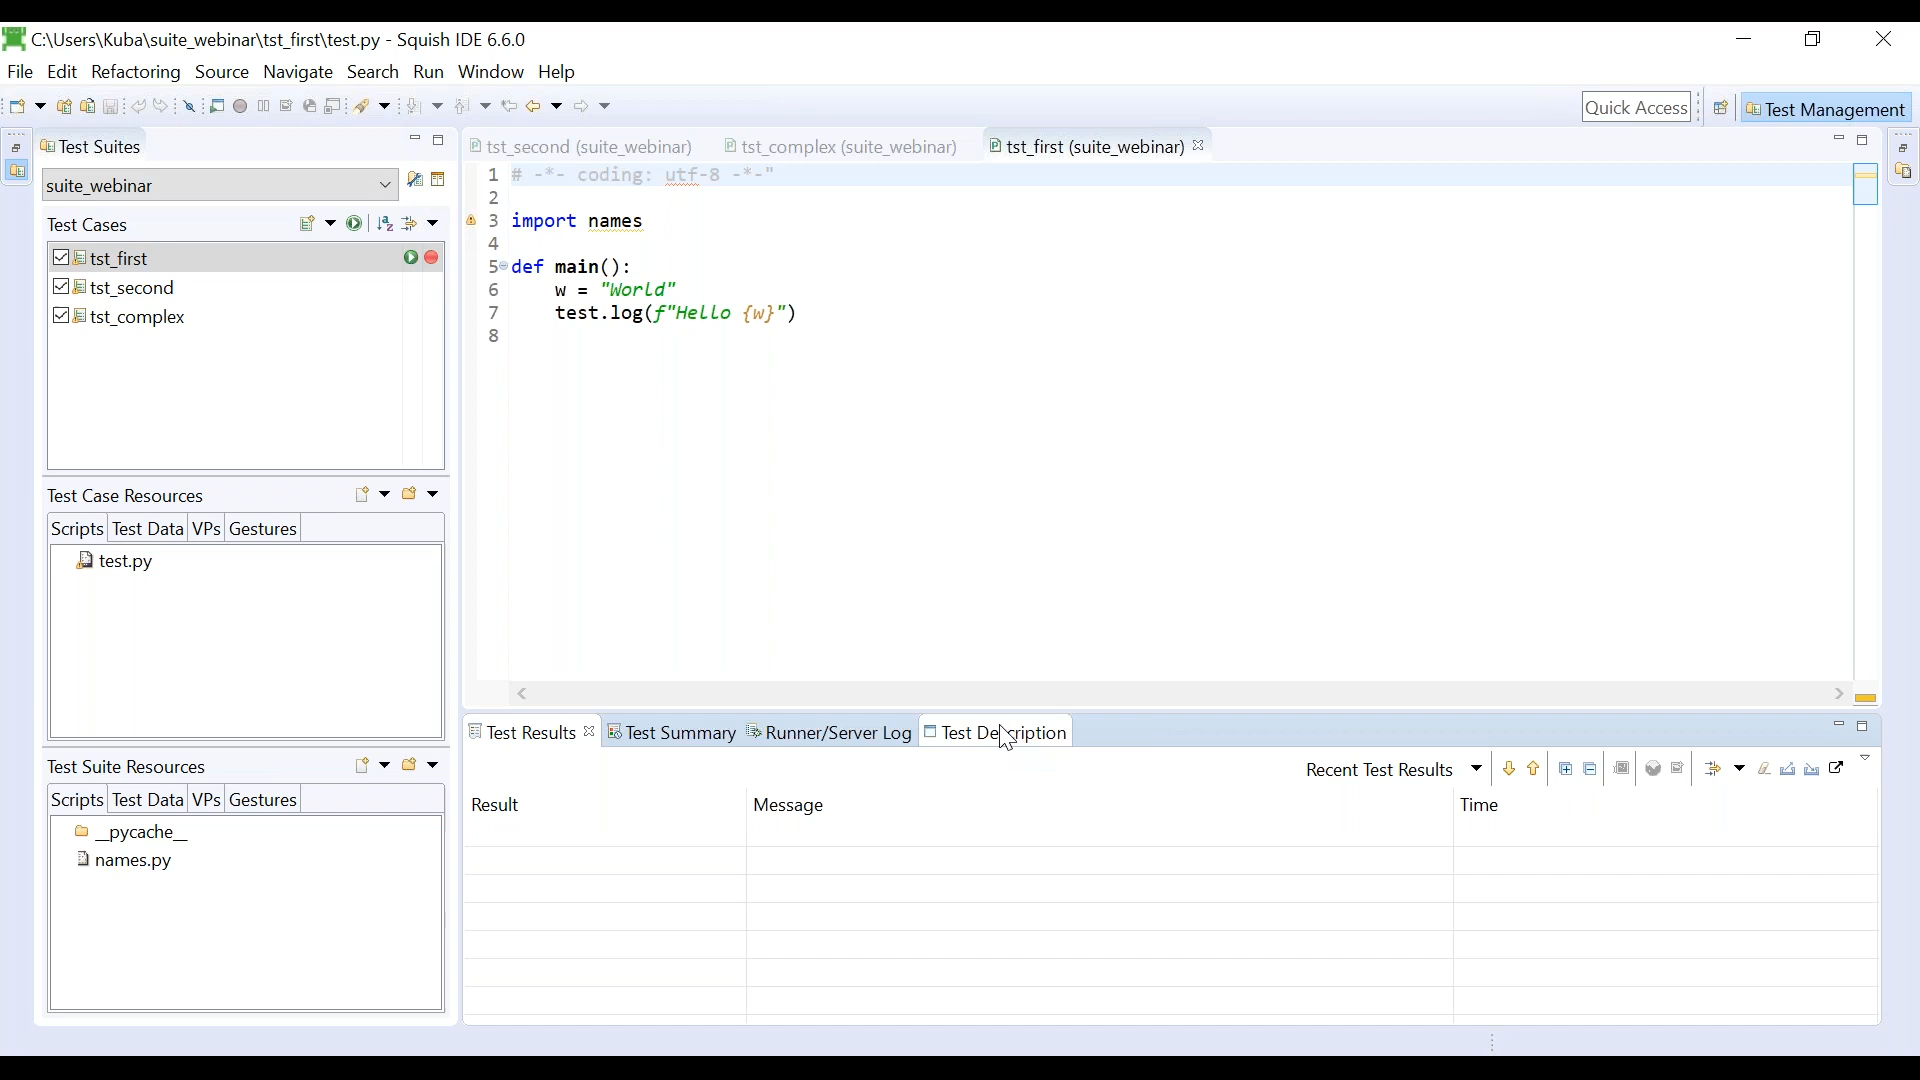 C:\Users\Kuba\suite_webinar\tst_first\test.py - Squish IDE 6.6.0
File Edit Refactoring Source Navigate Search Run Window Help
Quick Access Test Management
Test Suites
suite_webinar
Test Cases
tst_first
tst_second
tst_complex
Test Case Resources
Scripts Test Data VPs Gestures
test.py
Test Suite Resources
Scripts Test Data VPs Gestures
__pycache__
names.py
tst_second (suite_webinar) tst_complex (suite_webinar) tst_first (suite_webinar)
1 # -*- coding: utf-8 -*-"
2
3 import names
4
5 def main():
6 w = "World"
7 test.log(f"Hello {w}")
8
Test Results Test Summary Runner/Server Log Test Description
Recent Test Results
Result Message Time